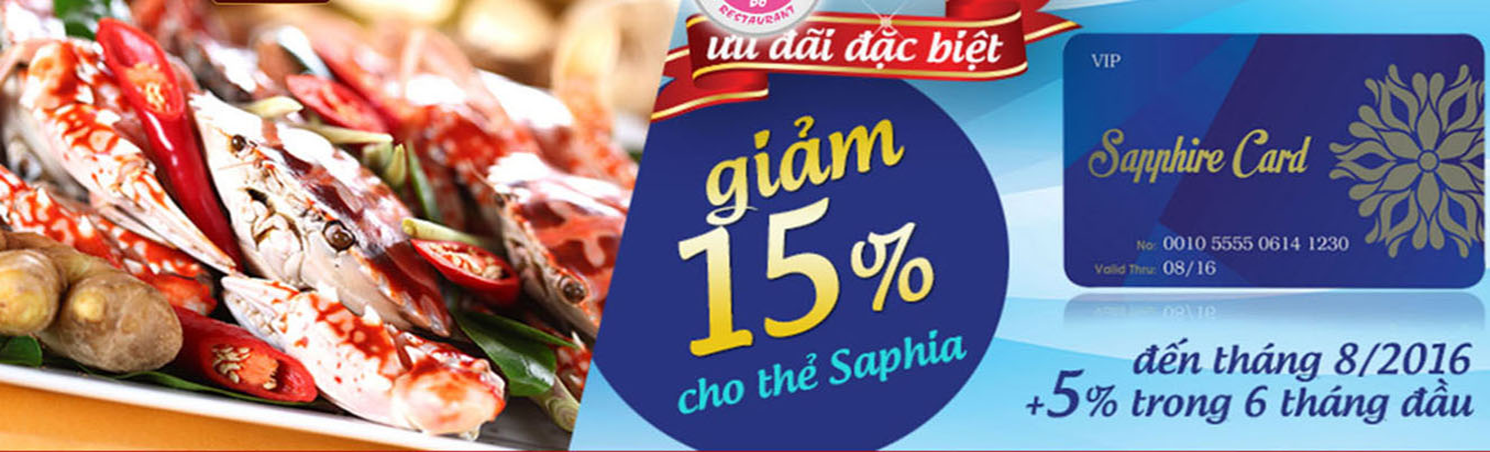 RESTAURANT
ưu đãi đặc biệt
giảm
15%
cho thẻ Saphia
VIP
Sapphire Card
No: 0010 5555 0614 1230
Valid Thru: 08/16
đến tháng 8/2016
+5% trong 6 tháng đầu